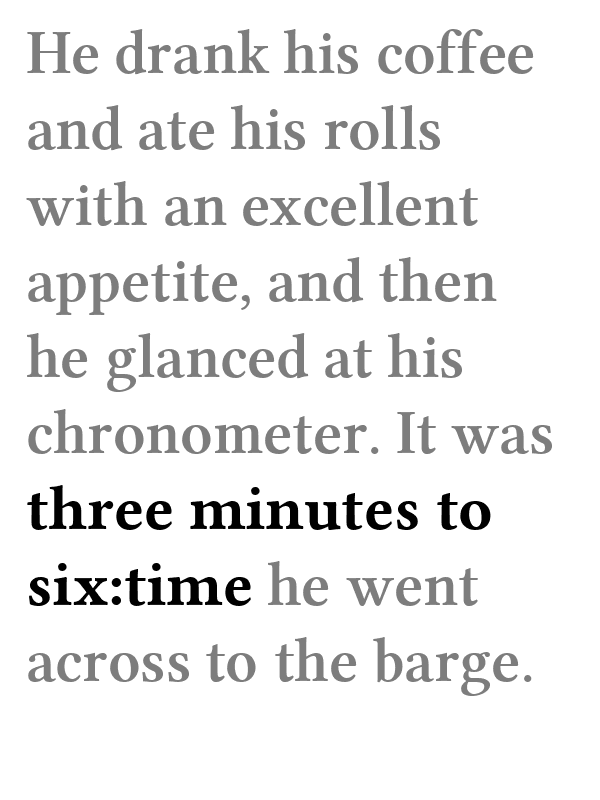 He drank his coffee
and ate his rolls
with an excellent
appetite, and then
he glanced at his
chronometer. It was
three minutes to
six:time he went
across to the barge.